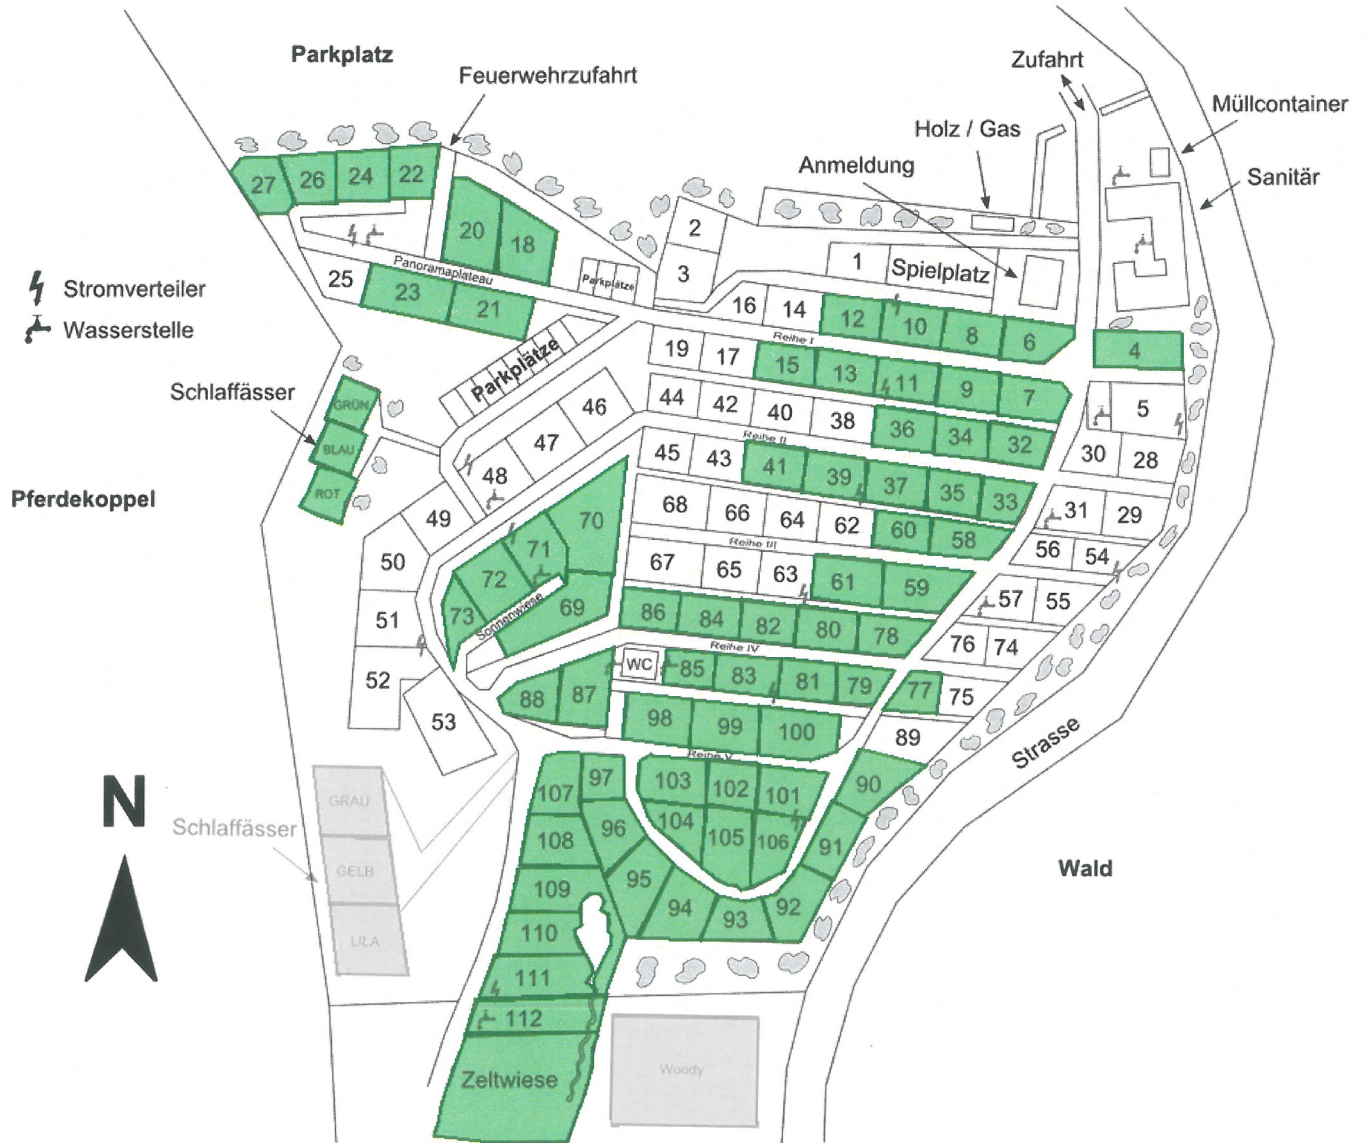 Parkplatz
Feuerwehrzufahrt
Zufahrt
Müllcontainer
Holz / Gas
Anmeldung
Sanitär
27 26 24 22
20 18
2
3
1
Spielplatz
Panoramaplateau
25 23 21
Parkplätze
16 14 12 10 8 6
4
Reihe I
Stromverteiler
Wasserstelle
19 17 15 13 11 9 7
5
Parkplätze
Schlaffässer
GRÜN
BLAU
ROT
44 42 40 38 36 34 32
30 28
46
47
48
49
50
51
52
53
Reihe II
45 43 41 39 37 35 33
31 29
Pferdekoppel
68 66 64 62 60 58
56 54
Reihe III
67 65 63 61 59
57 55
70
71
72
73
69
Sonnenwiese
86 84 82 80 78
76 74
Reihe IV
WC
85 83 81 79 77 75
88 87
98 99 100
89
Reihe V
Strasse
107 97
103 102 101
90
104 105 106
91
96
108
95
94
93
92
109
110
111
112
Zeltwiese
N
Schlaffässer
GRAU
GELB
LILA
Wald
Woody